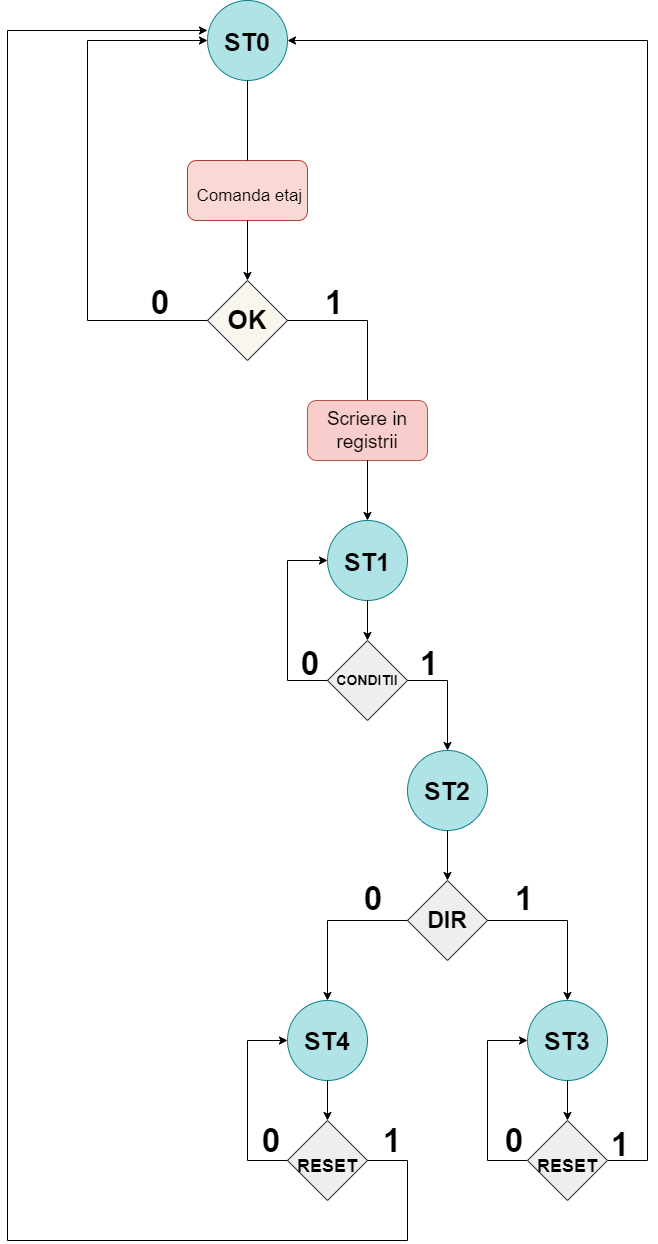 ST0
Comanda etaj
0
OK
1
Scriere in
registrii
ST1
0
CONDITII
1
ST2
0
DIR
1
ST4
ST3
0
RESET
1
0
RESET
1